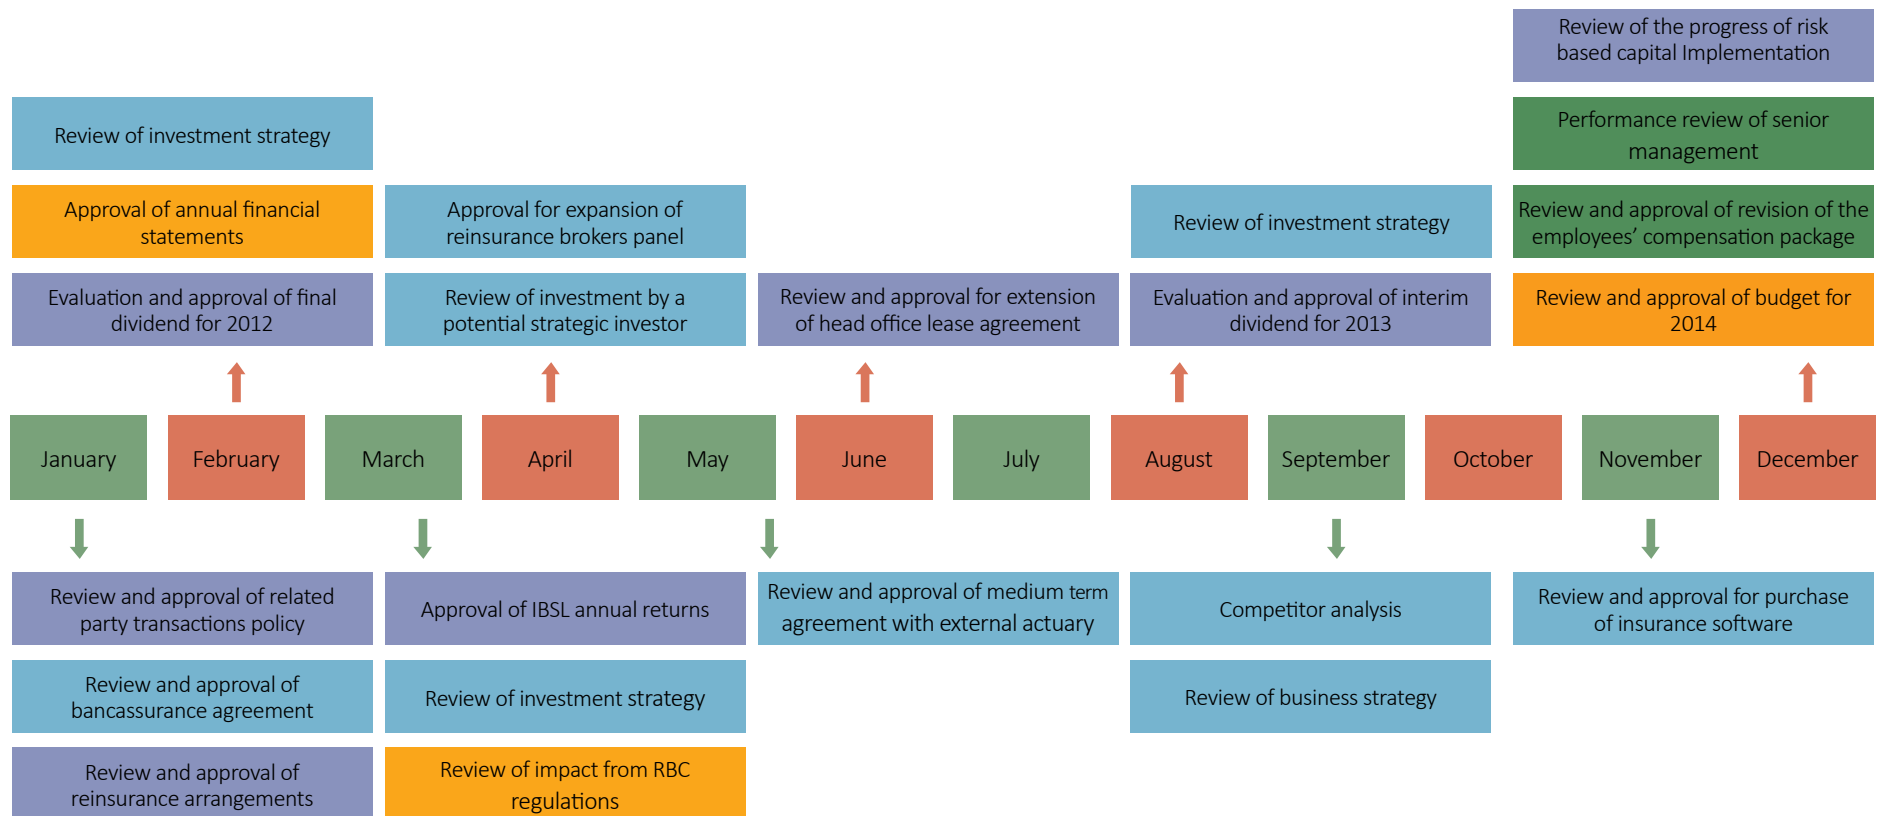 Review of the progress of risk
based capital Implementation
Review of investment strategy
Performance review of senior
management
Approval of annual financial
statements
Approval for expansion of
reinsurance brokers panel
Review of investment strategy
Review and approval of revision of the
employees’ compensation package
Evaluation and approval of final
dividend for 2012
Review of investment by a
potential strategic investor
Review and approval for extension
of head office lease agreement
Evaluation and approval of interim
dividend for 2013
Review and approval of budget for
2014
January
February
March
April
May
June
July
August
September
October
November
December
Review and approval of related
party transactions policy
Approval of IBSL annual returns
Review and approval of medium term
agreement with external actuary
Competitor analysis
Review and approval for purchase
of insurance software
Review and approval of
bancassurance agreement
Review of investment strategy
Review of business strategy
Review and approval of
reinsurance arrangements
Review of impact from RBC
regulations